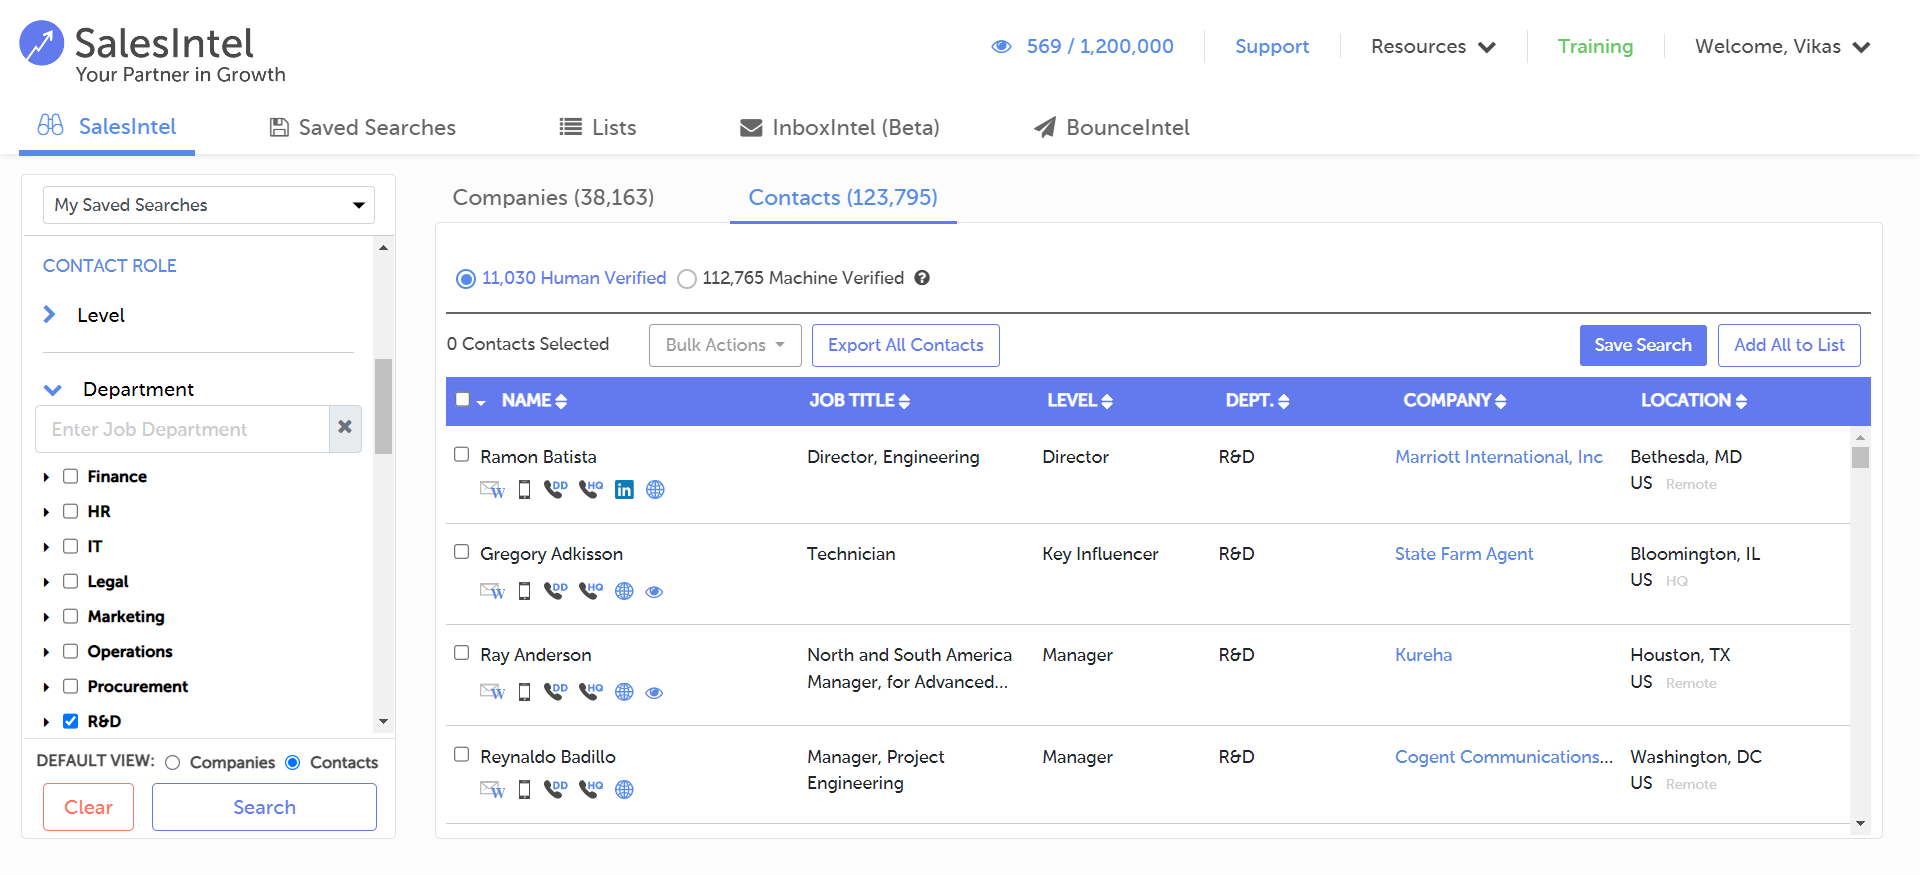 SalesIntel
Your Partner in Growth
569 / 1,200,000
Support
Resources
Training
Welcome, Vikas
SalesIntel
Saved Searches
Lists
InboxIntel (Beta)
BounceIntel
My Saved Searches
CONTACT ROLE
Level
Department
Enter Job Department
Finance
HR
IT
Legal
Marketing
Operations
Procurement
R&D
DEFAULT VIEW: Companies Contacts
Clear
Search
Companies (38,163)
Contacts (123,795)
11,030 Human Verified 112,765 Machine Verified ?
0 Contacts Selected
Bulk Actions
Export All Contacts
Save Search
Add All to List
NAME JOB TITLE LEVEL DEPT. COMPANY LOCATION
Ramon Batista Director, Engineering Director R&D Marriott International, Inc Bethesda, MD
W DD HQ in US Remote
Gregory Adkisson Technician Key Influencer R&D State Farm Agent Bloomington, IL
W DD HQ US HQ
Ray Anderson North and South America Manager R&D Kureha Houston, TX
W DD HQ Manager, for Advanced... US Remote
Reynaldo Badillo Manager, Project Manager R&D Cogent Communications... Washington, DC
W DD HQ Engineering US Remote